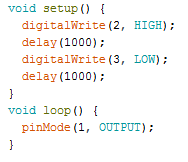 void setup() {
  digitalWrite(2, HIGH);
  delay(1000);
  digitalWrite(3, LOW);
  delay(1000);
}
void loop() {
  pinMode(1, OUTPUT);
}